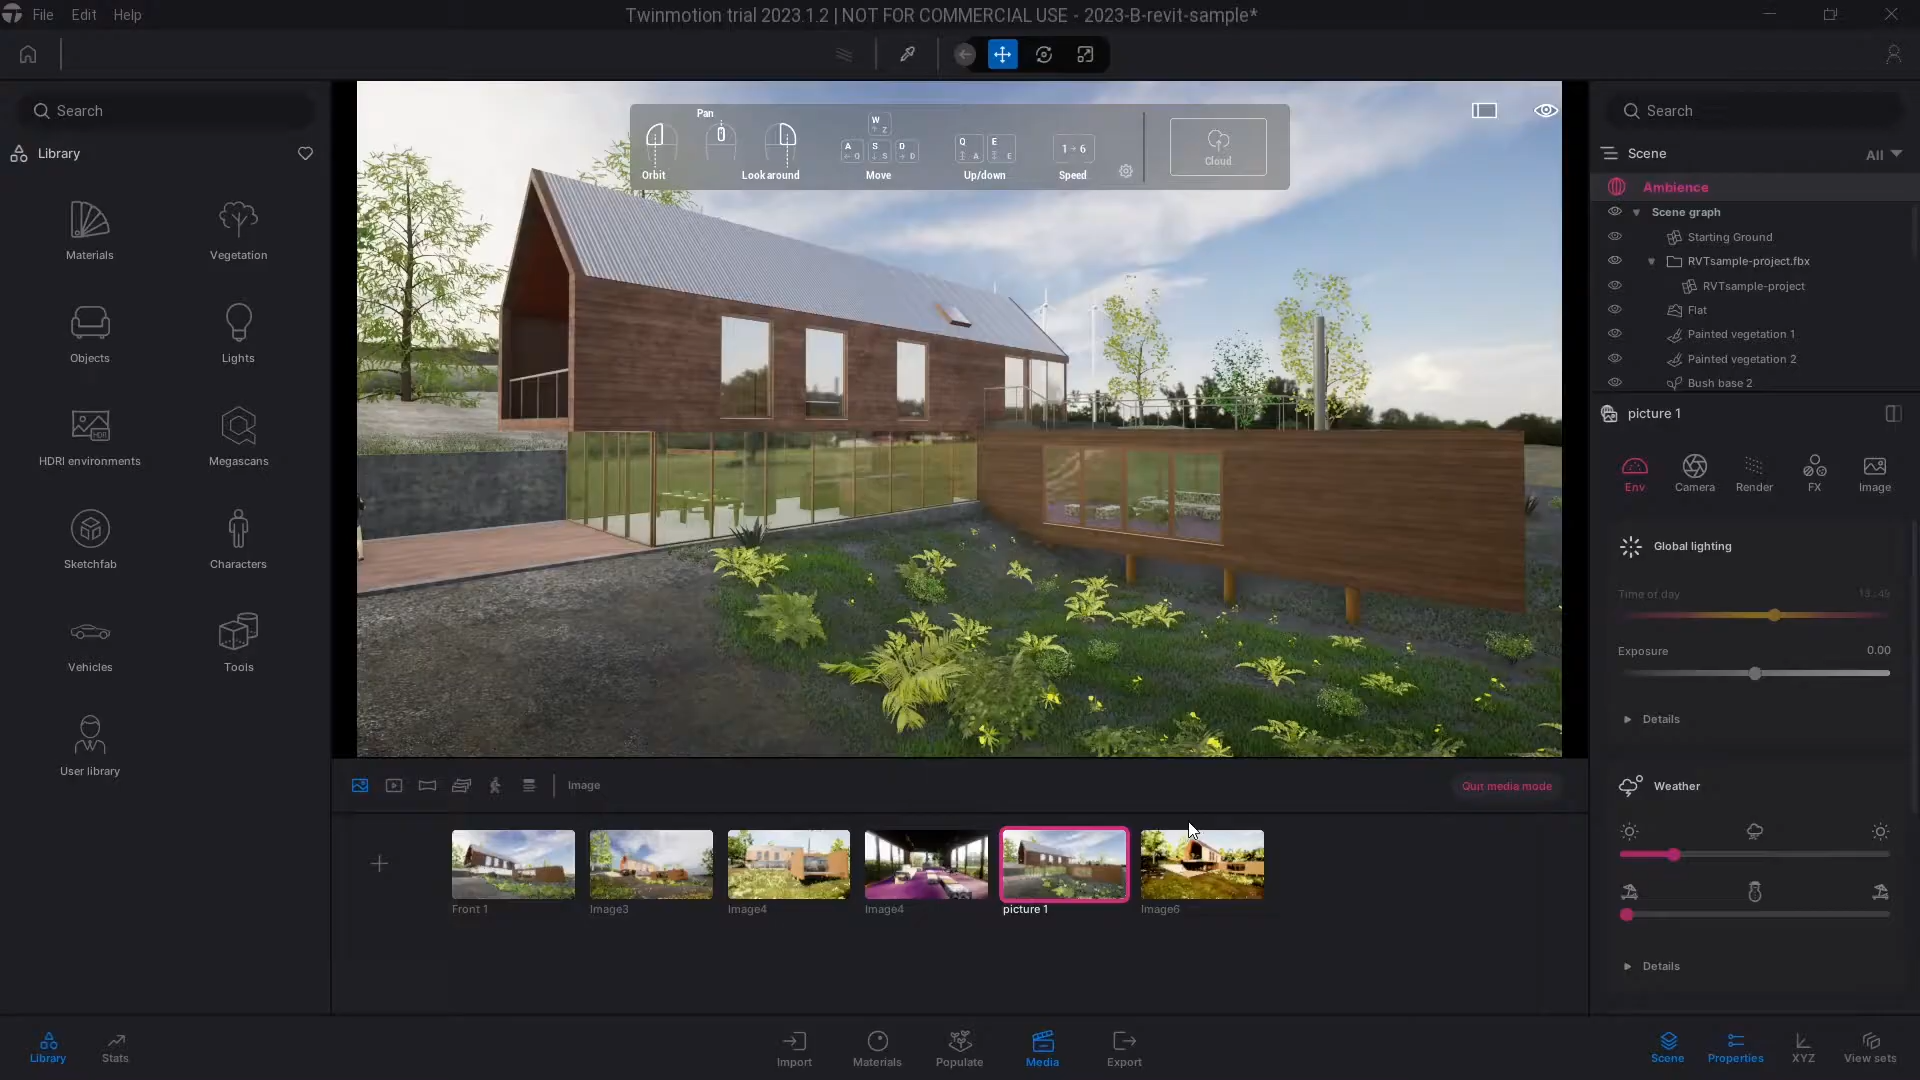 File Edit Help
Twinmotion trial 2023.1.2 | NOT FOR COMMERCIAL USE - 2023-B-revit-sample*
Search
Library
Materials
Vegetation
Objects
Lights
HDR
HDRI environments
Megascans
Sketchfab
Characters
Vehicles
Tools
User library
Pan
Orbit
Look around
W
Z
A
Q
S
S
D
D
Move
Q
A
E
E
Up/down
1 - 6
Speed
Cloud
Search
Scene
All
Ambience
Scene graph
Starting Ground
RVTsample-project.fbx
RVTsample-project
Flat
Painted vegetation 1
Painted vegetation 2
Bush base 2
picture 1
Env
Camera
Render
FX
Image
Global lighting
Time of day
13:49
Exposure
0.00
Details
Weather
Details
Image
Quit media mode
Front 1
Image3
Image4
Image4
picture 1
Image6
Library
Stats
Import
Materials
Populate
Media
Export
Scene
Properties
XYZ
View sets